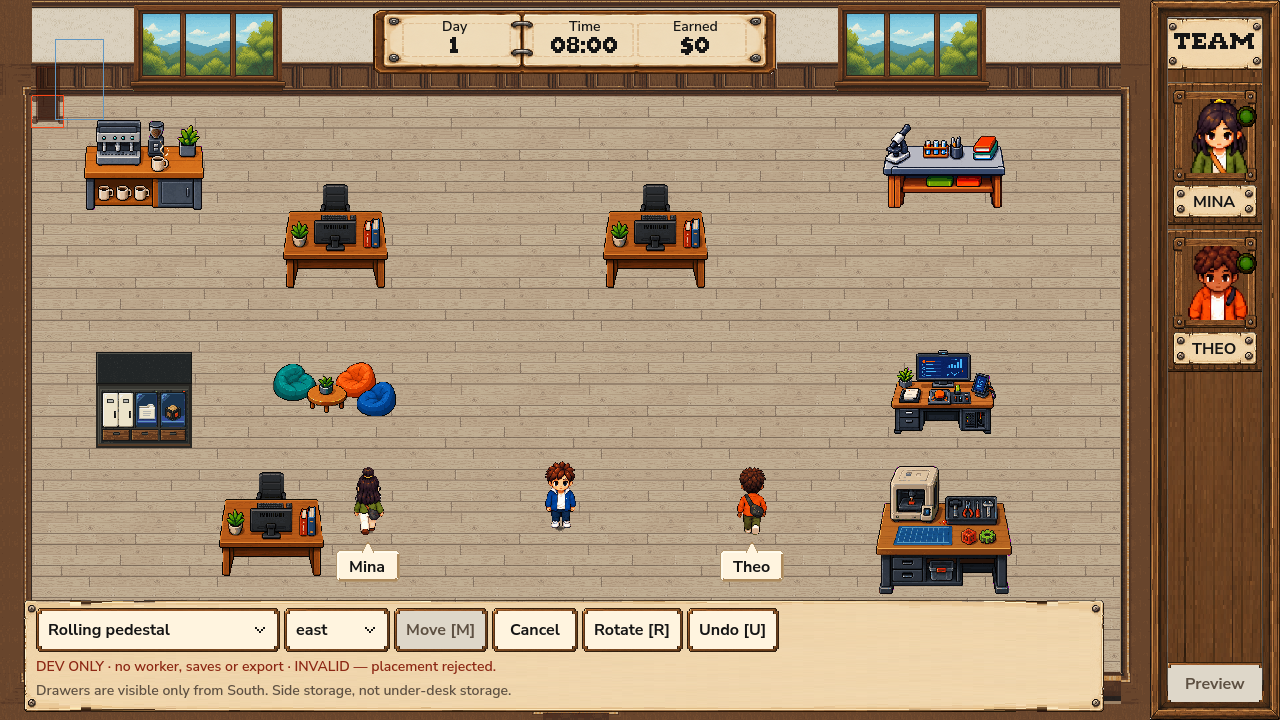 Day
1
Time
08:00
Earned
$0
TEAM
MINA
THEO
Mina
Theo
Rolling pedestal
east
Move [M]
Cancel
Rotate [R]
Undo [U]
DEV ONLY · no worker, saves or export · INVALID — placement rejected.
Drawers are visible only from South. Side storage, not under-desk storage.
Preview